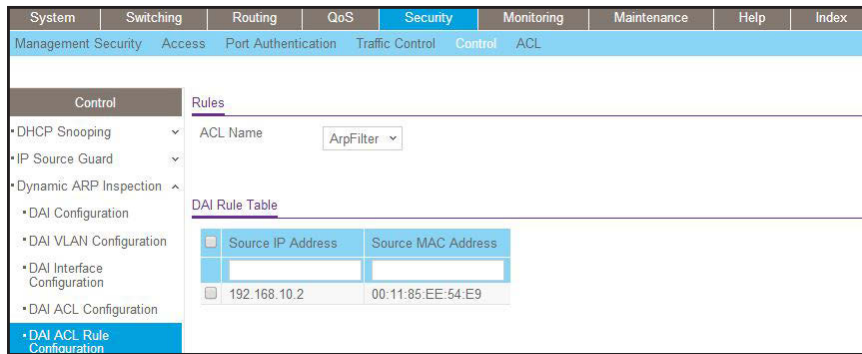 System Switching Routing QoS Security Monitoring Maintenance Help Index
Management Security Access Port Authentication Traffic Control Control ACL
Control
DHCP Snooping
IP Source Guard
Dynamic ARP Inspection
DAI Configuration
DAI VLAN Configuration
DAI Interface
Configuration
DAI ACL Configuration
DAI ACL Rule
Configuration
Rules
ACL Name ArpFilter
DAI Rule Table
Source IP Address Source MAC Address
192.168.10.2 00:11:85:EE:54:E9